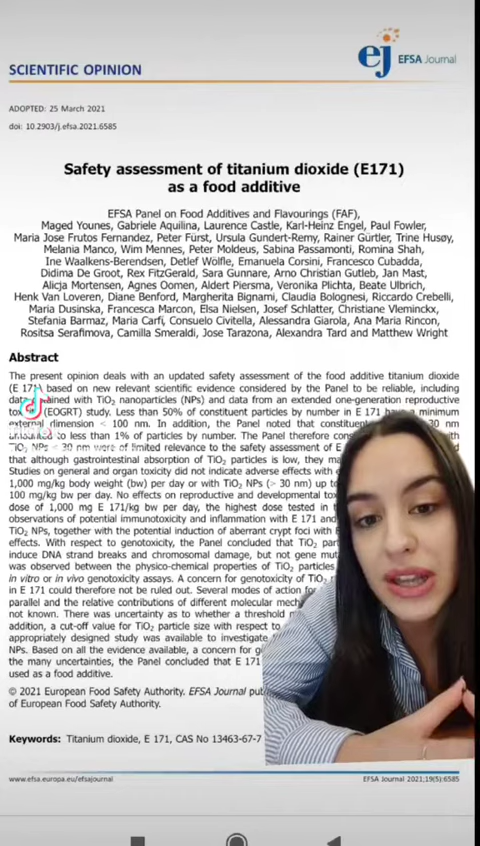 ej EFSA Journal
SCIENTIFIC OPINION
ADOPTED: 25 March 2021
doi: 10.2903/j.efsa.2021.6585
Safety assessment of titanium dioxide (E171)
as a food additive
EFSA Panel on Food Additives and Flavourings (FAF),
Maged Younes, Gabriele Aquilina, Laurence Castle, Karl-Heinz Engel, Paul Fowler,
Maria Jose Frutos Fernandez, Peter Fürst, Ursula Gundert-Remy, Rainer Gürtler, Trine Husøy,
Melania Manco, Wim Mennes, Peter Moldeus, Sabina Passamonti, Romina Shah,
Ine Waalkens-Berendsen, Detlef Wölfle, Emanuela Corsini, Francesco Cubadda,
Didima De Groot, Rex FitzGerald, Sara Gunnare, Arno Christian Gutleb, Jan Mast,
Alicja Mortensen, Agnes Oomen, Aldert Piersma, Veronika Plichta, Beate Ulbrich,
Henk Van Loveren, Diane Benford, Margherita Bignami, Claudia Bolognesi, Riccardo Crebelli,
Maria Dusinska, Francesca Marcon, Elsa Nielsen, Josef Schlatter, Christiane Vleminckx,
Stefania Barmaz, Maria Carfí, Consuelo Civitella, Alessandra Giarola, Ana Maria Rincon,
Rositsa Serafimova, Camilla Smeraldi, Jose Tarazona, Alexandra Tard and Matthew Wright
Abstract
The present opinion deals with an updated safety assessment of the food additive titanium dioxide
(E 171) based on new relevant scientific evidence considered by the Panel to be reliable, including
data obtained with TiO2 nanoparticles (NPs) and data from an extended one-generation reproductive
(EOGRT) study. Less than 50% of constituent particles by number in E 171 have a minimum
external dimension < 100 nm. In addition, the Panel noted that constituent 30 nm
amounted to less than 1% of particles by number. The Panel therefore with
TiO2 NPs < 30 nm were of limited relevance to the safety assessment of E
that although gastrointestinal absorption of TiO2 particles is low, they may
Studies on general and organ toxicity did not indicate adverse effects with
1,000 mg/kg body weight (bw) per day or with TiO2 NPs (> 30 nm) up to
100 mg/kg bw per day. No effects on reproductive and developmental
dose of 1,000 mg E 171/kg bw per day, the highest dose tested in
observations of potential immunotoxicity and inflammation with E 171 and
TiO2 NPs, together with the potential induction of aberrant crypt foci with
effects. With respect to genotoxicity, the Panel concluded that TiO2
induce DNA strand breaks and chromosomal damage, but not gene
was observed between the physico-chemical properties of TiO2 particles
in vitro or in vivo genotoxicity assays. A concern for genotoxicity of TiO2
in E 171 could therefore not be ruled out. Several modes of action for
parallel and the relative contributions of different molecular
not known. There was uncertainty as to whether a threshold
addition, a cut-off value for TiO2 particle size with respect to
appropriately designed study was available to investigate
NPs. Based on all the evidence available, a concern for
the many uncertainties, the Panel concluded that E 171
used as a food additive.
© 2021 European Food Safety Authority. EFSA Journal
of European Food Safety Authority.
Keywords: Titanium dioxide, E 171, CAS No 13463-67-7
www.efsa.europa.eu/efsajournal
EFSA Journal 2021;19(5):6585